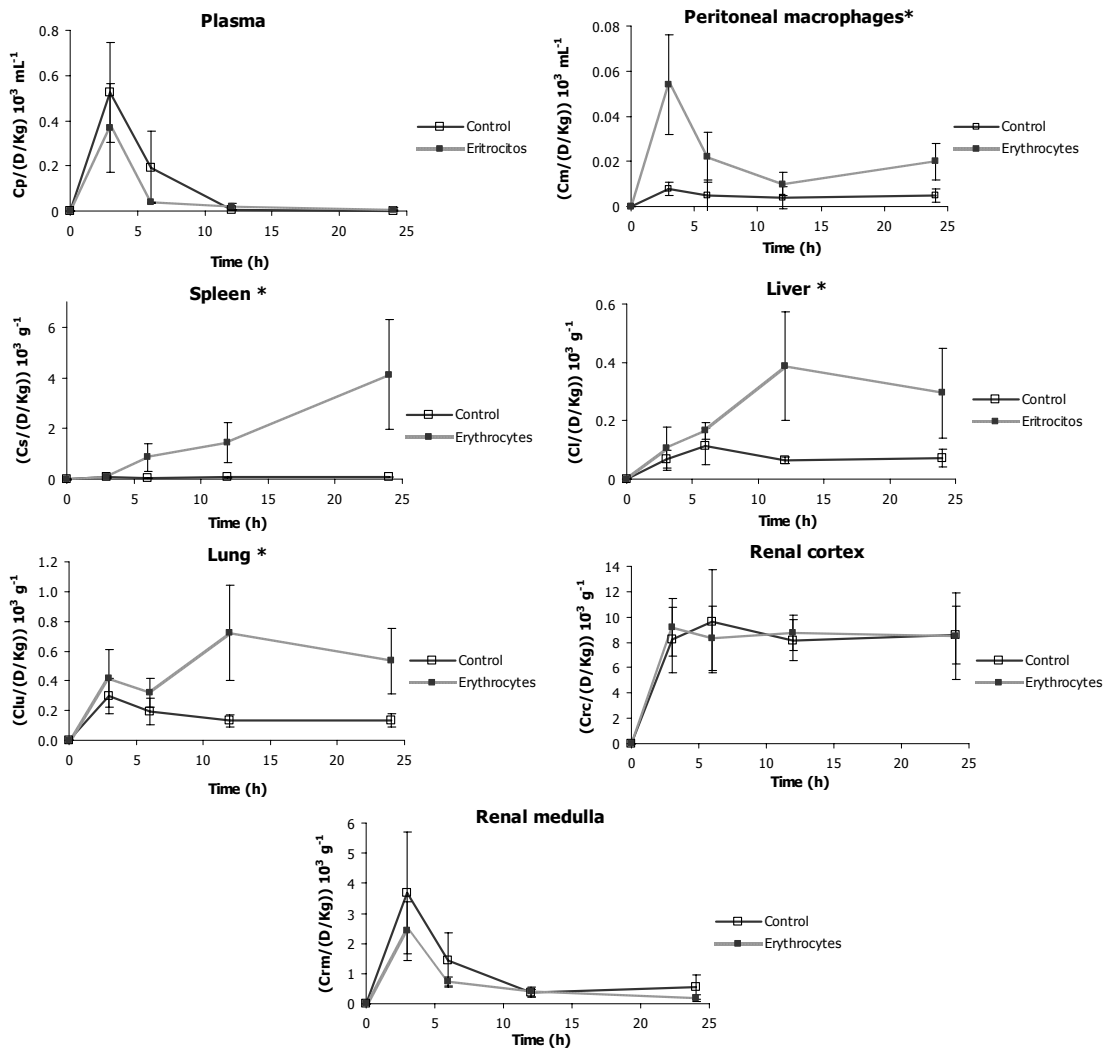 Plasma
Cp/(D/Kg)) 10³ mL⁻¹
0.8
0.6
0.4
0.2
0
0 5 10 15 20 25
Time (h)
Control
Eritrocitos
Peritoneal macrophages*
(Cm/(D/Kg)) 10³ mL⁻¹
0.08
0.06
0.04
0.02
0
0 5 10 15 20 25
Time (h)
Control
Erythrocytes
Spleen *
(Cs/(D/Kg)) 10³ g⁻¹
6
4
2
0
0 5 10 15 20 25
Time (h)
Control
Erythrocytes
Liver *
(Cl/(D/Kg)) 10³ g⁻¹
0.6
0.4
0.2
0
0 5 10 15 20 25
Time (h)
Control
Eritrocitos
Lung *
(Clu/(D/Kg)) 10³ g⁻¹
1.2
1.0
0.8
0.6
0.4
0.2
0.0
0 5 10 15 20 25
Time (h)
Control
Erythrocytes
Renal cortex
(Crc/(D/Kg)) 10³ g⁻¹
14
12
10
8
6
4
2
0
0 5 10 15 20 25
Time (h)
Control
Erythrocytes
Renal medulla
(Crm/(D/Kg)) 10³ g⁻¹
6
5
4
3
2
1
0
0 5 10 15 20 25
Time (h)
Control
Erythrocytes